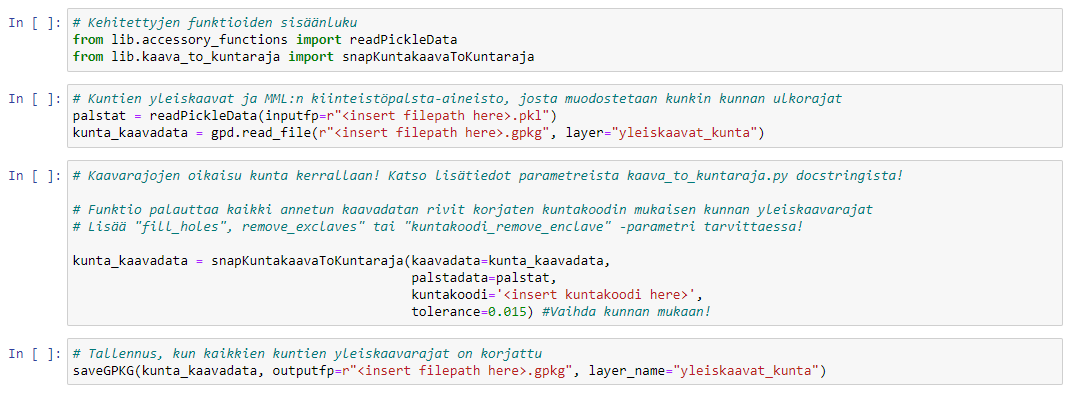 In [ ]: # Kehitettyjen funktioiden sisäänluku
from lib.accessory_functions import readPickleData
from lib.kaava_to_kuntaraja import snapKuntakaavaToKuntaraja
In [ ]: # Kuntien yleiskaavat ja MML:n kiinteistöpalsta-aineisto, josta muodostetaan kunkin kunnan ulkorajat
palstat = readPickleData(inputfp=r"<insert filepath here>.pkl")
kunta_kaavadata = gpd.read_file(r"<insert filepath here>.gpkg", layer="yleiskaavat_kunta")
In [ ]: # Kaavarajojen oikaisu kunta kerrallaan! Katso lisätiedot parametreista kaava_to_kuntaraja.py docstringista!
# Funktio palauttaa kaikki annetun kaavadatan rivit korjaten kuntakoodin mukaisen kunnan yleiskaavarajat
# Lisää "fill_holes", remove_exclaves" tai "kuntakoodi_remove_enclave" -parametri tarvittaessa!
kunta_kaavadata = snapKuntakaavaToKuntaraja(kaavadata=kunta_kaavadata,
palstadata=palstat,
kuntakoodi='<insert kuntakoodi here>',
tolerance=0.015) #Vaihda kunnan mukaan!
In [ ]: # Tallennus, kun kaikkien kuntien yleiskaavarajat on korjattu
saveGPKG(kunta_kaavadata, outputfp=r"<insert filepath here>.gpkg", layer_name="yleiskaavat_kunta")